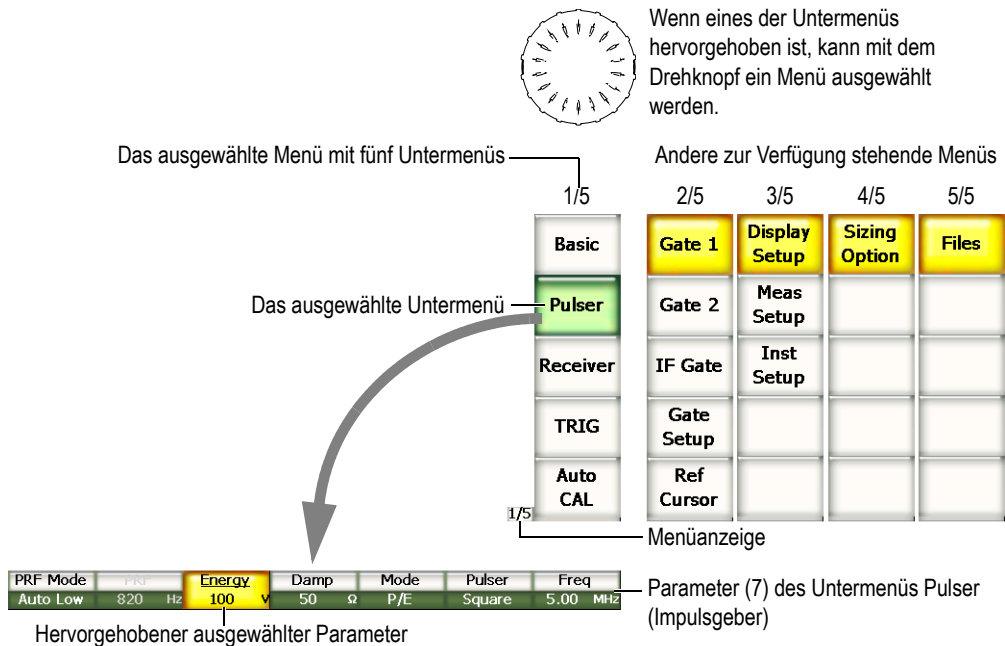 Wenn eines der Untermenüs
hervorgehoben ist, kann mit dem
Drehknopf ein Menü ausgewählt
werden.
Das ausgewählte Menü mit fünf Untermenüs
Andere zur Verfügung stehende Menüs
1/5 2/5 3/5 4/5 5/5
Basic
Gate 1
Display
Setup
Sizing
Option
Files
Das ausgewählte Untermenü
Pulser
Gate 2
Meas
Setup
Receiver
IF Gate
Inst
Setup
TRIG
Gate
Setup
Auto
CAL
Ref
Cursor
1/5
Menüanzeige
PRF Mode PRF Energy Damp Mode Pulser Freq
Auto Low 820 Hz 100 V 50 Ω P/E Square 5.00 MHz
Parameter (7) des Untermenüs Pulser
(Impulsgeber)
Hervorgehobener ausgewählter Parameter